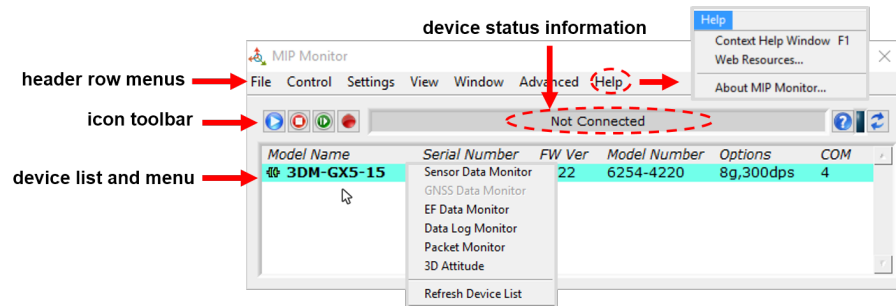 device status information
Help
Context Help Window F1
Web Resources...
About MIP Monitor...
MIP Monitor
header row menus
File Control Settings View Window Advanced Help
icon toolbar
Not Connected
Model Name Serial Number FW Ver Model Number Options COM
device list and menu
3DM-GX5-15 22 6254-4220 8g,300dps 4
Sensor Data Monitor
GNSS Data Monitor
EF Data Monitor
Data Log Monitor
Packet Monitor
3D Attitude
Refresh Device List